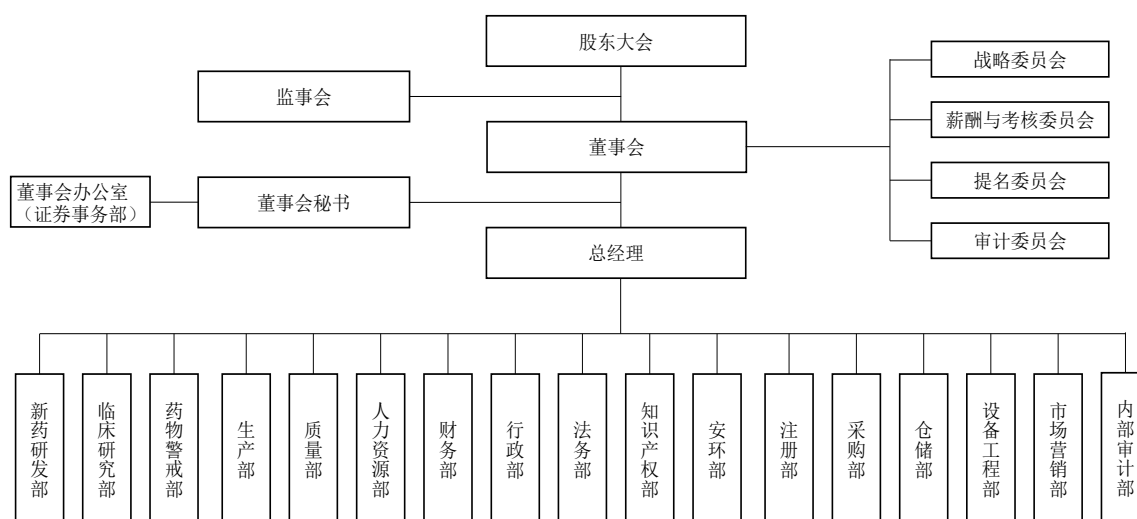 股东大会
战略委员会
监事会
薪酬与考核委员会
董事会
提名委员会
董事会办公室
（证券事务部）
董事会秘书
审计委员会
总经理
新药研发部
临床研究部
药物警戒部
生产部
质量部
人力资源部
财务部
行政部
法务部
知识产权部
安环部
注册部
采购部
仓储部
设备工程部
市场营销部
内部审计部